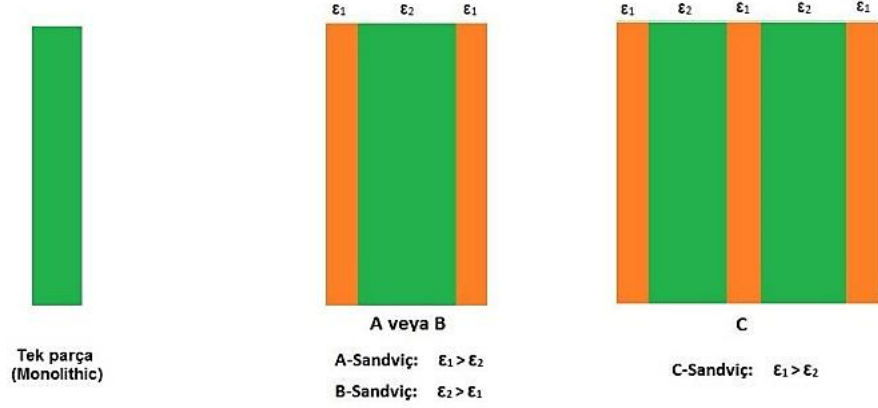 ε₁ ε₂ ε₁
ε₁ ε₂ ε₁ ε₂ ε₁
Tek parça
(Monolithic)
A veya B
A-Sandviç: ε₁ > ε₂
B-Sandviç: ε₂ > ε₁
C
C-Sandviç: ε₁ > ε₂